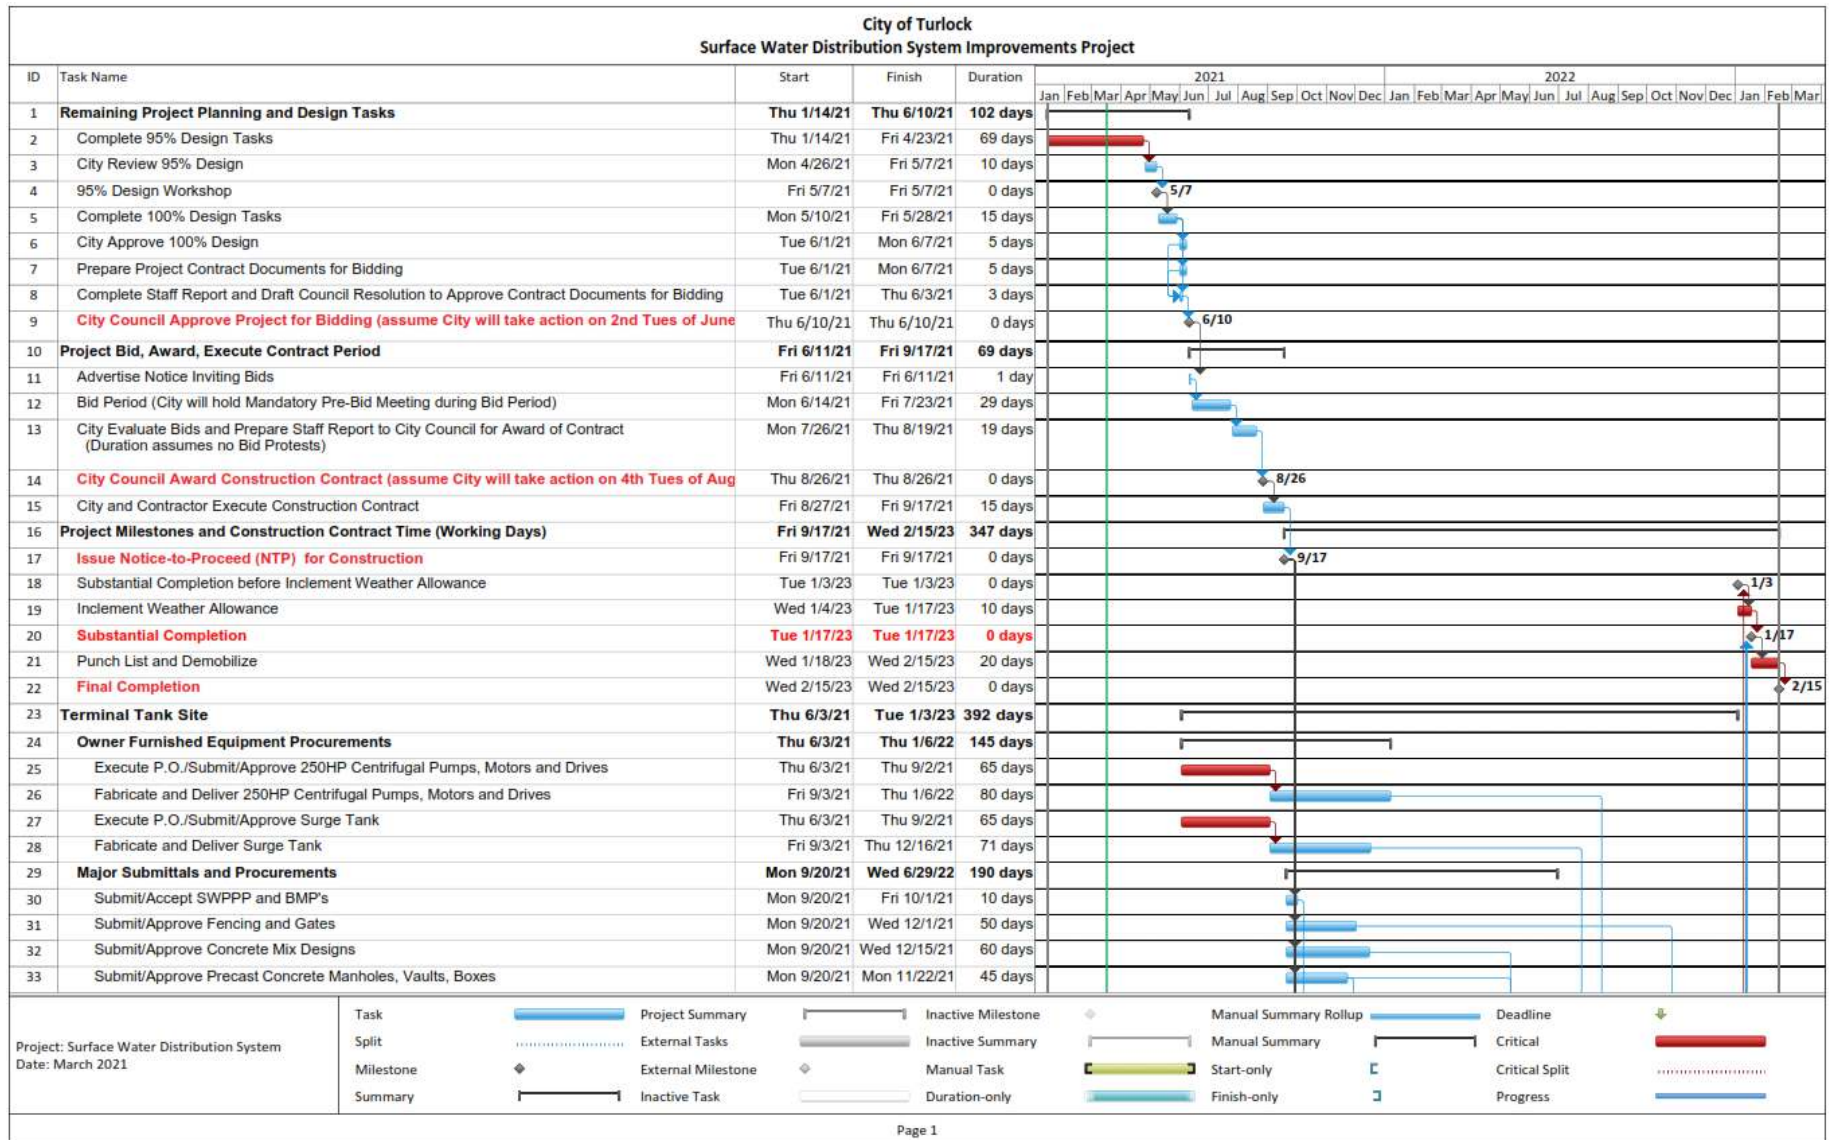 City of Turlock
Surface Water Distribution System Improvements Project
ID Task Name Start Finish Duration 2021 2022
Jan Feb Mar Apr May Jun Jul Aug Sep Oct Nov Dec Jan Feb Mar Apr May Jun Jul Aug Sep Oct Nov Dec Jan Feb Mar
1 Remaining Project Planning and Design Tasks Thu 1/14/21 Thu 6/10/21 102 days
2 Complete 95% Design Tasks Thu 1/14/21 Fri 4/23/21 69 days
3 City Review 95% Design Mon 4/26/21 Fri 5/7/21 10 days
4 95% Design Workshop Fri 5/7/21 Fri 5/7/21 0 days 5/7
5 Complete 100% Design Tasks Mon 5/10/21 Fri 5/28/21 15 days
6 City Approve 100% Design Tue 6/1/21 Mon 6/7/21 5 days
7 Prepare Project Contract Documents for Bidding Tue 6/1/21 Mon 6/7/21 5 days
8 Complete Staff Report and Draft Council Resolution to Approve Contract Documents for Bidding Tue 6/1/21 Thu 6/3/21 3 days
9 City Council Approve Project for Bidding (assume City will take action on 2nd Tues of June Thu 6/10/21 Thu 6/10/21 0 days 6/10
10 Project Bid, Award, Execute Contract Period Fri 6/11/21 Fri 9/17/21 69 days
11 Advertise Notice Inviting Bids Fri 6/11/21 Fri 6/11/21 1 day
12 Bid Period (City will hold Mandatory Pre-Bid Meeting during Bid Period) Mon 6/14/21 Fri 7/23/21 29 days
13 City Evaluate Bids and Prepare Staff Report to City Council for Award of Contract Mon 7/26/21 Thu 8/19/21 19 days
(Duration assumes no Bid Protests)
14 City Council Award Construction Contract (assume City will take action on 4th Tues of Aug Thu 8/26/21 Thu 8/26/21 0 days 8/26
15 City and Contractor Execute Construction Contract Fri 8/27/21 Fri 9/17/21 15 days
16 Project Milestones and Construction Contract Time (Working Days) Fri 9/17/21 Wed 2/15/23 347 days
17 Issue Notice-to-Proceed (NTP) for Construction Fri 9/17/21 Fri 9/17/21 0 days 9/17
18 Substantial Completion before Inclement Weather Allowance Tue 1/3/23 Tue 1/3/23 0 days 1/3
19 Inclement Weather Allowance Wed 1/4/23 Tue 1/17/23 10 days
20 Substantial Completion Tue 1/17/23 Tue 1/17/23 0 days 1/17
21 Punch List and Demobilize Wed 1/18/23 Wed 2/15/23 20 days
22 Final Completion Wed 2/15/23 Wed 2/15/23 0 days 2/15
23 Terminal Tank Site Thu 6/3/21 Tue 1/3/23 392 days
24 Owner Furnished Equipment Procurements Thu 6/3/21 Thu 1/6/22 145 days
25 Execute P.O./Submit/Approve 250HP Centrifugal Pumps, Motors and Drives Thu 6/3/21 Thu 9/2/21 65 days
26 Fabricate and Deliver 250HP Centrifugal Pumps, Motors and Drives Fri 9/3/21 Thu 1/6/22 80 days
27 Execute P.O./Submit/Approve Surge Tank Thu 6/3/21 Thu 9/2/21 65 days
28 Fabricate and Deliver Surge Tank Fri 9/3/21 Thu 12/16/21 71 days
29 Major Submittals and Procurements Mon 9/20/21 Wed 6/29/22 190 days
30 Submit/Accept SWPPP and BMP's Mon 9/20/21 Fri 10/1/21 10 days
31 Submit/Approve Fencing and Gates Mon 9/20/21 Wed 12/1/21 50 days
32 Submit/Approve Concrete Mix Designs Mon 9/20/21 Wed 12/15/21 60 days
33 Submit/Approve Precast Concrete Manholes, Vaults, Boxes Mon 9/20/21 Mon 11/22/21 45 days
Project: Surface Water Distribution System
Date: March 2021
Task Project Summary Inactive Milestone Manual Summary Rollup Deadline
Split External Tasks Inactive Summary Manual Summary Critical
Milestone External Milestone Manual Task Start-only Critical Split
Summary Inactive Task Duration-only Finish-only Progress
Page 1